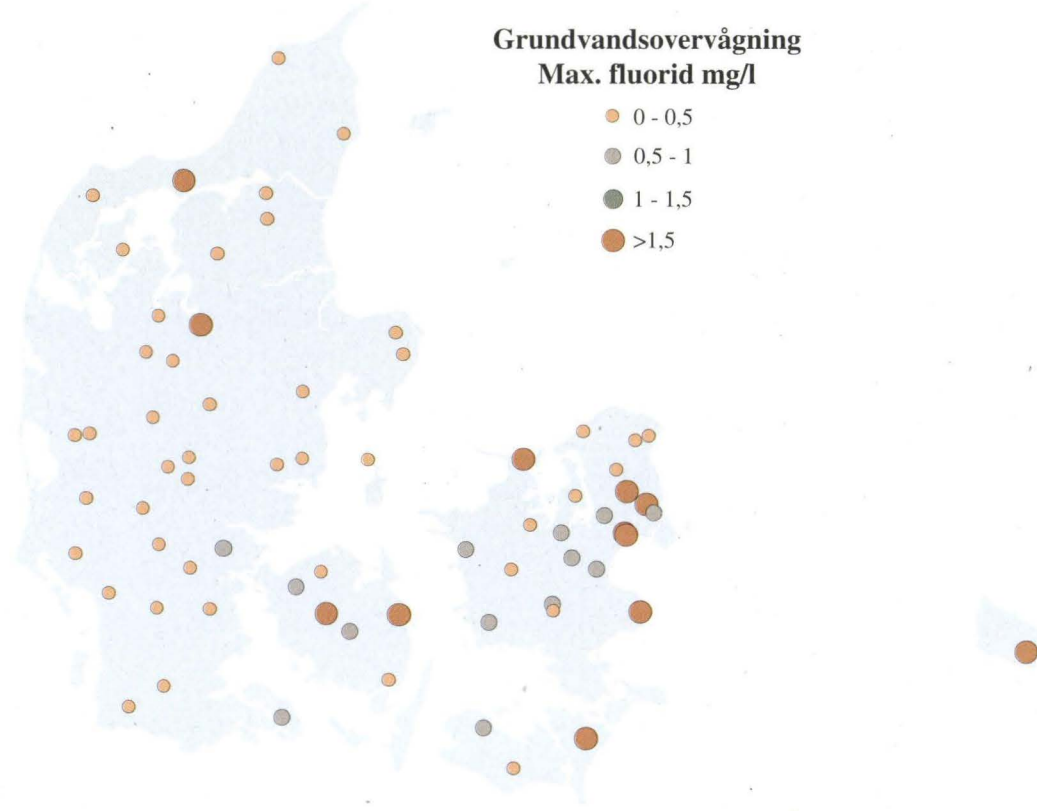 Grundvandsovervågning
Max. fluorid mg/l
0 - 0,5
0,5 - 1
1 - 1,5
>1,5